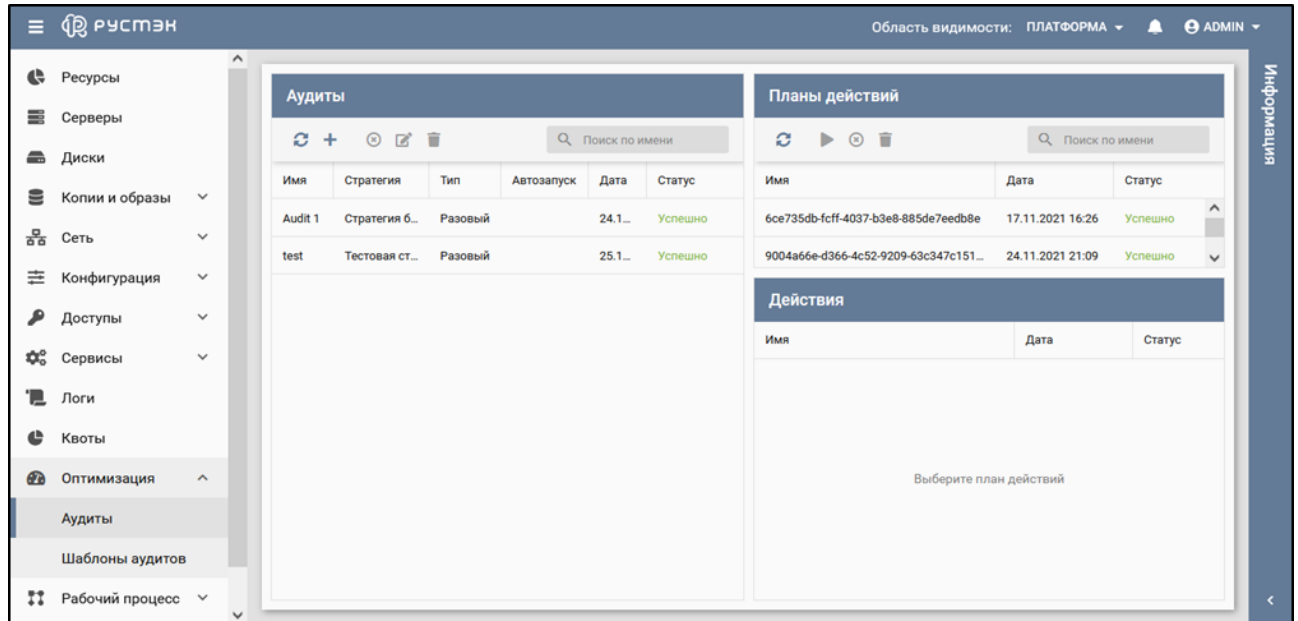 РУСТЭК
Область видимости: ПЛАТФОРМА
ADMIN
Ресурсы
Серверы
Диски
Копии и образы
Сеть
Конфигурация
Доступы
Сервисы
Логи
Квоты
Оптимизация
Аудиты
Шаблоны аудитов
Рабочий процесс
Аудиты
Поиск по имени
Имя Стратегия Тип Автозапуск Дата Статус
Audit 1 Стратегия б... Разовый 24.1... Успешно
test Тестовая ст... Разовый 25.1... Успешно
Планы действий
Поиск по имени
Имя Дата Статус
6ce735db-fcff-4037-b3e8-885de7eedb8e 17.11.2021 16:26 Успешно
9004a66e-d366-4c52-9209-63c347c151... 24.11.2021 21:09 Успешно
Действия
Имя Дата Статус
Выберите план действий
Информация